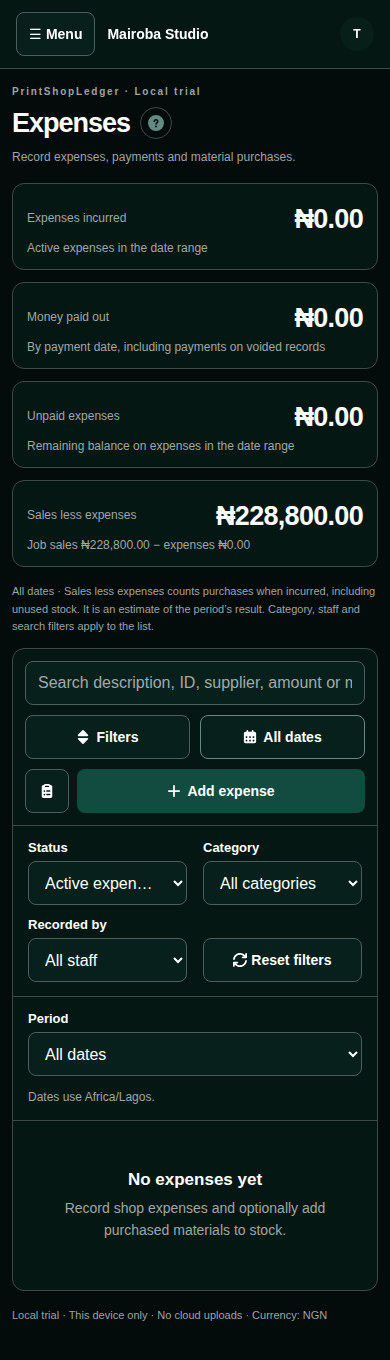 ☰ Menu
Mairoba Studio
T
PrintShopLedger · Local trial
Expenses
?
Record expenses, payments and material purchases.
Expenses incurred
₦0.00
Active expenses in the date range
Money paid out
₦0.00
By payment date, including payments on voided records
Unpaid expenses
₦0.00
Remaining balance on expenses in the date range
Sales less expenses
₦228,800.00
Job sales ₦228,800.00 − expenses ₦0.00
All dates · Sales less expenses counts purchases when incurred, including
unused stock. It is an estimate of the period's result. Category, staff and
search filters apply to the list.
Search description, ID, supplier, amount or
Filters
All dates
+ Add expense
Status
Category
Active expen…
All categories
Recorded by
All staff
Reset filters
Period
All dates
Dates use Africa/Lagos.
No expenses yet
Record shop expenses and optionally add
purchased materials to stock.
Local trial · This device only · No cloud uploads · Currency: NGN